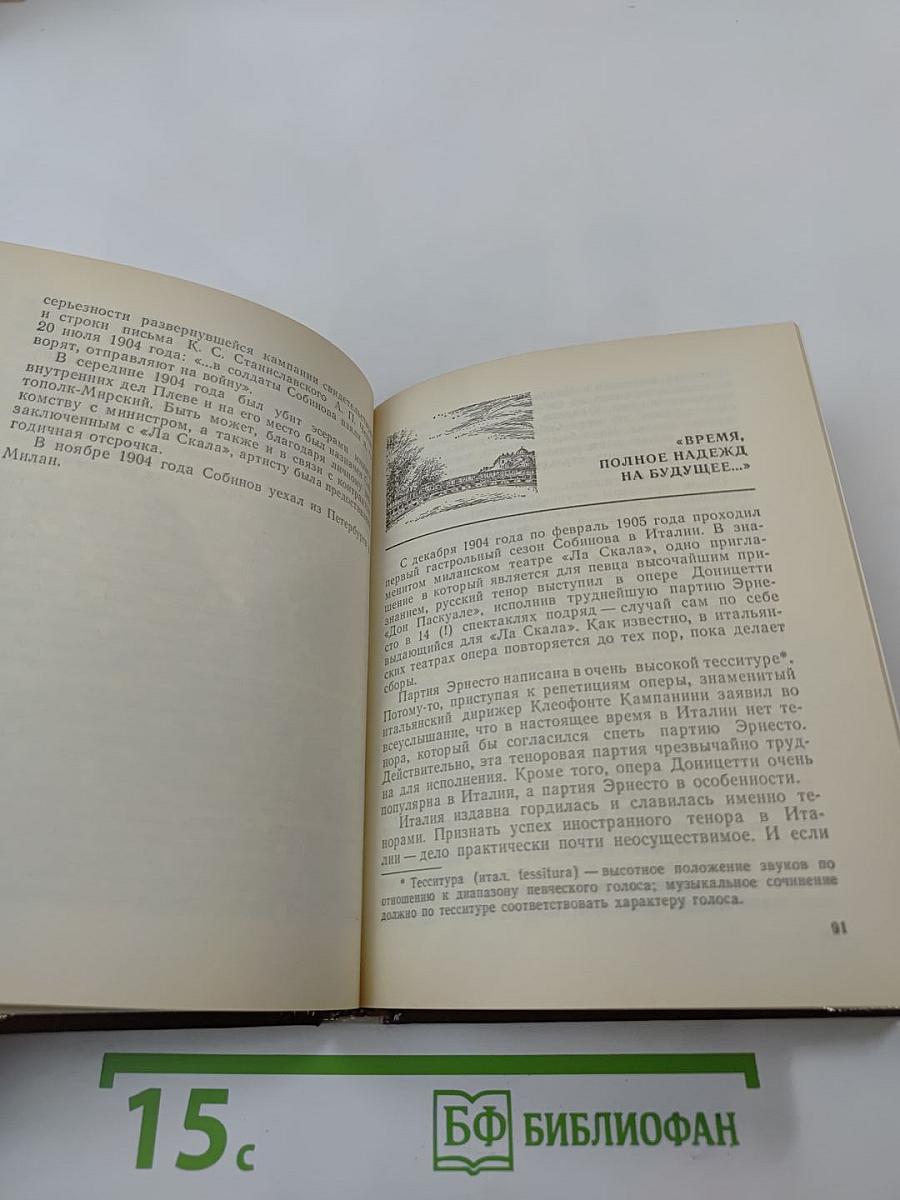 серьезности развернувшейся кампании свидетельст
и строки письма К. С. Станиславского А. П.
20 июля 1904 года: «...в солдаты Собинова
ворят, отправляют на войну».
В середине 1904 года был убит эсерами
внутренних дел Плеве и на его место был назначен
тополк-Мирский. Быть может, благодаря личному
комству с министром, а также и в связи с контрактом
заключенным с «Ла Скала», артисту была предоставлена
годичная отсрочка.
В ноябре 1904 года Собинов уехал из Петербурга
Милан.
«ВРЕМЯ,
ПОЛНОЕ НАДЕЖД
НА БУДУЩЕЕ...»
С декабря 1904 года по февраль 1905 года проходил
первый гастрольный сезон Собинова в Италии. В зна-
менитом миланском театре «Ла Скала», одно пригла-
шение в который является для певца высочайшим при-
знанием, русский тенор выступил в опере Доницетти
«Дон Паскуале», исполнив труднейшую партию Эрне-
сто в 14 (!) спектаклях подряд — случай сам по себе
выдающийся для «Ла Скала». Как известно, в итальян-
ских театрах опера повторяется до тех пор, пока делает
сборы.
Партия Эрнесто написана в очень высокой тесситуре*.
Потому-то, приступая к репетициям оперы, знаменитый
итальянский дирижер Клеофонте Кампанини заявил во
всеуслышание, что в настоящее время в Италии нет те-
нора, который бы согласился спеть партию Эрнесто.
Действительно, эта теноровая партия чрезвычайно труд-
на для исполнения. Кроме того, опера Доницетти очень
популярна в Италии, а партия Эрнесто в особенности.
Италия издавна гордилась и славилась именно те-
норами. Признать успех иностранного тенора в Ита-
лии — дело практически почти неосуществимое. И если
* Тесситура (итал. tessitura) — высотное положение звуков по
отношению к диапазону певческого голоса; музыкальное сочинение
должно по тесситуре соответствовать характеру голоса.
91
15 с
БФ БИБЛИОФАН